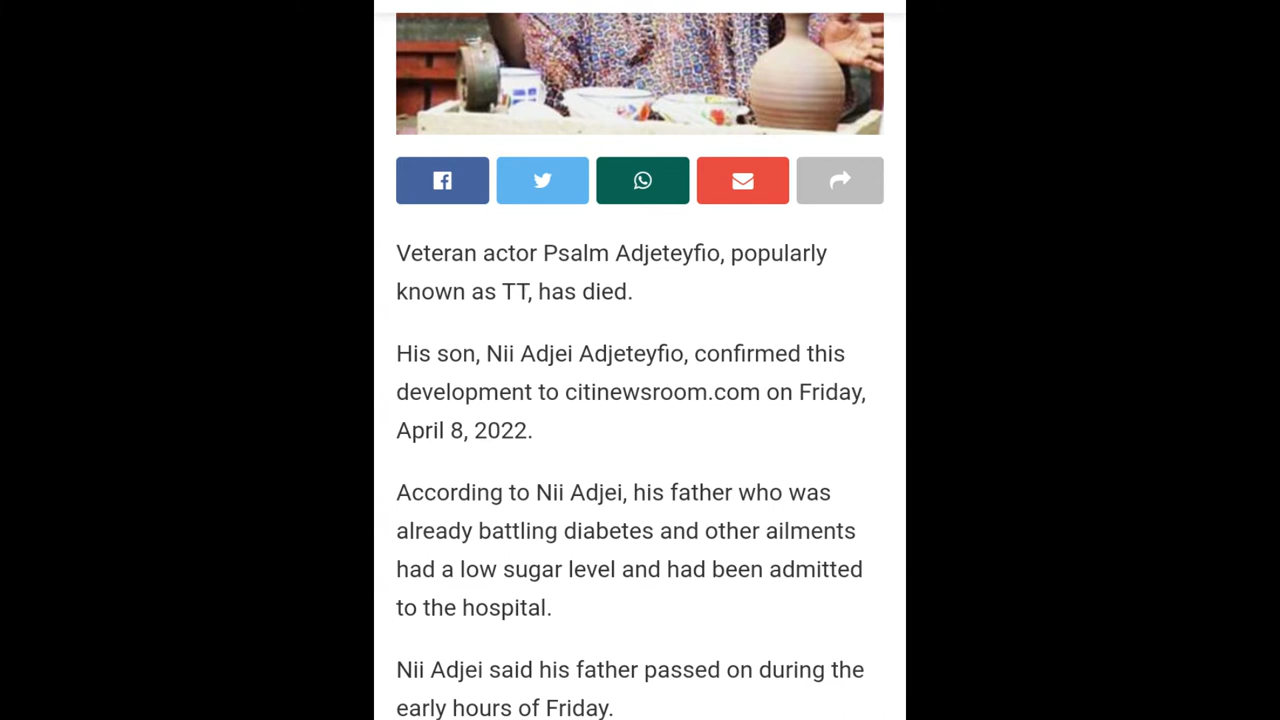 Veteran actor Psalm Adjeteyfio, popularly
known as TT, has died.
His son, Nii Adjei Adjeteyfio, confirmed this
development to citinewsroom.com on Friday,
April 8, 2022.
According to Nii Adjei, his father who was
already battling diabetes and other ailments
had a low sugar level and had been admitted
to the hospital.
Nii Adjei said his father passed on during the
early hours of Friday.